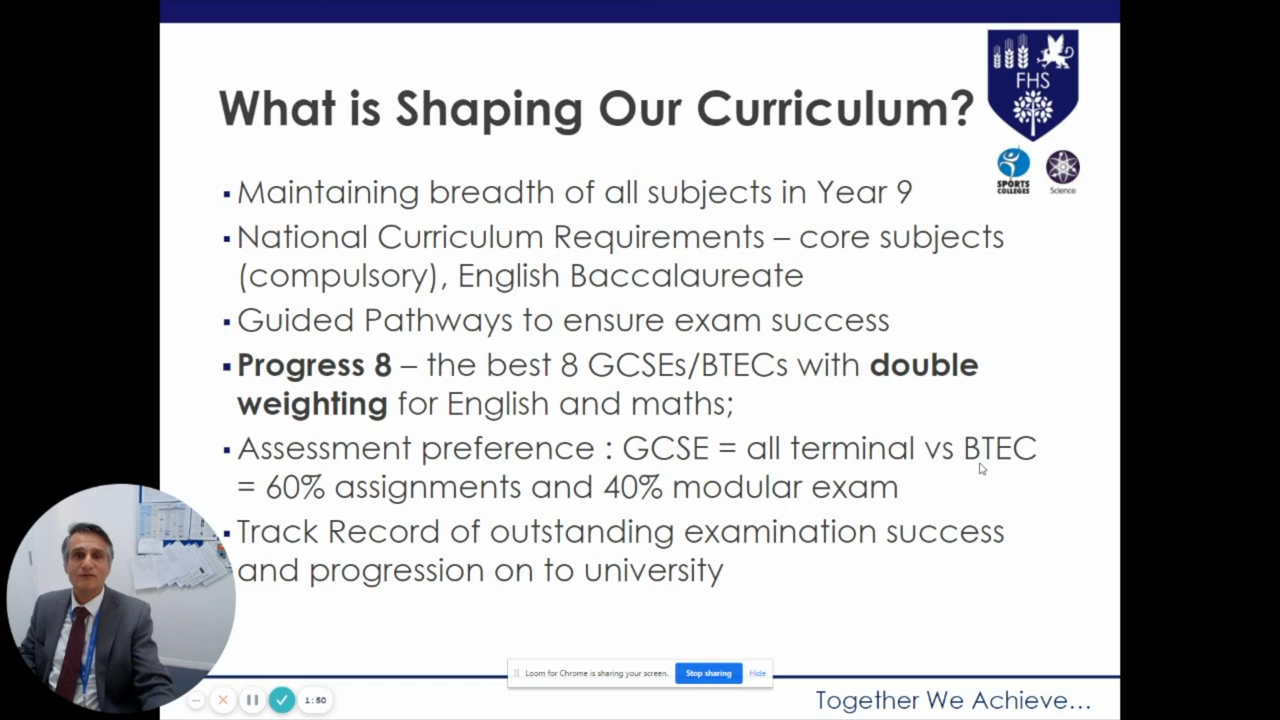 What is Shaping Our Curriculum?
FHS
SPORTS
COLLEGES
Science
▪ Maintaining breadth of all subjects in Year 9
▪ National Curriculum Requirements – core subjects
(compulsory), English Baccalaureate
▪ Guided Pathways to ensure exam success
▪ Progress 8 – the best 8 GCSEs/BTECs with double
weighting for English and maths;
▪ Assessment preference : GCSE = all terminal vs BTEC
= 60% assignments and 40% modular exam
▪ Track Record of outstanding examination success
and progression on to university
Loom for Chrome is sharing your screen. Stop sharing Hide
1:50
Together We Achieve…